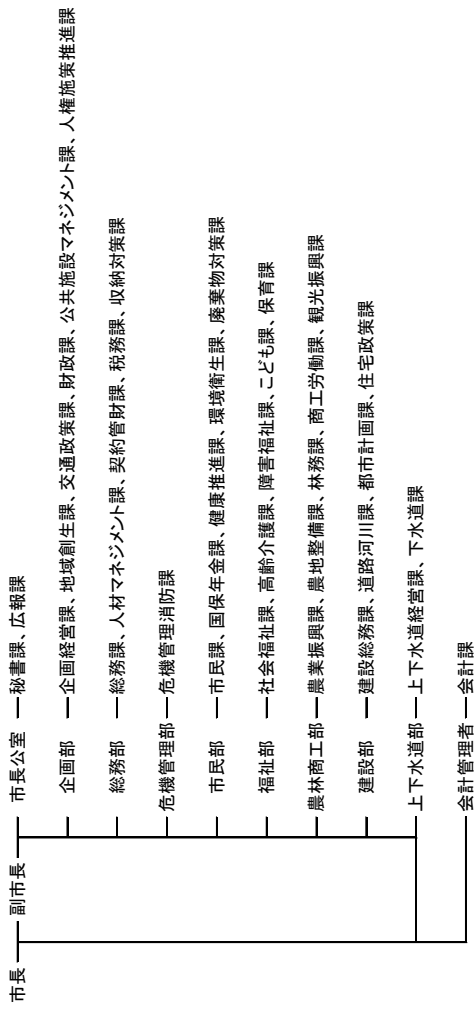 市長 副市長 市長公室 秘書課、広報課
企画部 企画経営課、地域創生課、交通政策課、財政課、公共施設マネジメント課、人権施策推進課
総務部 総務課、人材マネジメント課、契約管財課、税務課、収納対策課
危機管理部 危機管理消防課
市民部 市民課、国保年金課、健康推進課、環境衛生課、廃棄物対策課
福祉部 社会福祉課、高齢介護課、障害福祉課、こども課、保育課
農林商工部 農業振興課、農地整備課、林務課、商工労働課、観光振興課
建設部 建設総務課、道路河川課、都市計画課、住宅政策課
上下水道部 上下水道経営課、下水道課
会計管理者 会計課